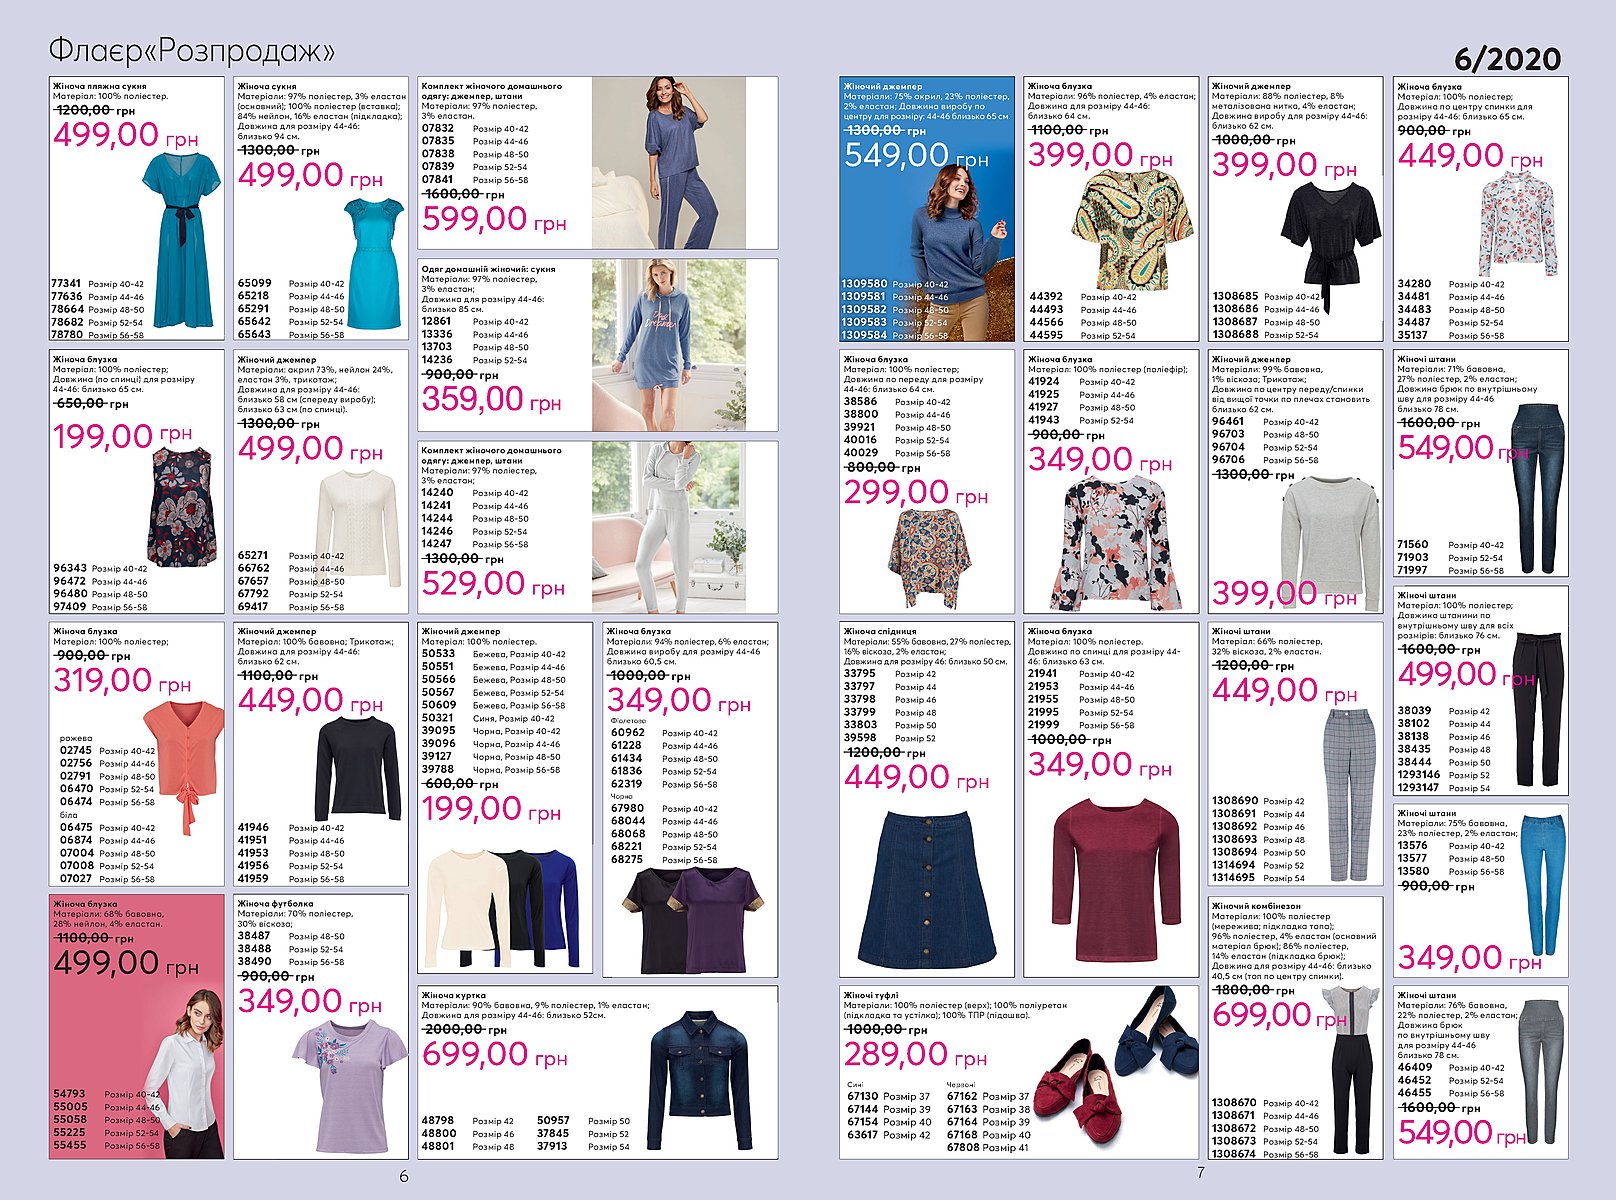 Флаєр«Розпродаж»
6/2020
Жіноча пляжна сукня
Матеріал: 100% поліестер.
1200,00 грн
499,00 грн
77341 Розмір 40-42
77636 Розмір 44-46
78664 Розмір 48-50
78682 Розмір 52-54
78780 Розмір 56-58
Жіноча сукня
Матеріали: 97% поліестер, 3% еластан
(основний); 100% поліестер (вставка);
84% нейлон, 16% еластан (підкладка);
Довжина для розміру 44-46:
близько 94 см.
1300,00 грн
499,00 грн
65099 Розмір 40-42
65218 Розмір 44-46
65291 Розмір 48-50
65642 Розмір 52-54
65643 Розмір 56-58
Комплект жіночого домашнього
одягу: джемпер, штани
Матеріали: 97% поліестер,
3% еластан.
07832 Розмір 40-42
07835 Розмір 44-46
07838 Розмір 48-50
07839 Розмір 52-54
07841 Розмір 56-58
1600,00 грн
599,00 грн
Одяг домашній жіночий: сукня
Матеріали: 97% поліестер,
3% еластан;
Довжина для розміру 44-46:
близько 85 см.
12861 Розмір 40-42
13336 Розмір 44-46
13703 Розмір 48-50
14236 Розмір 52-54
900,00 грн
359,00 грн
Комплект жіночого домашнього
одягу: джемпер, штани
Матеріали: 97% поліестер,
3% еластан;
14240 Розмір 40-42
14241 Розмір 44-46
14244 Розмір 48-50
14246 Розмір 52-54
14247 Розмір 56-58
1300,00 грн
529,00 грн
Жіноча блузка
Матеріал: 100% поліестер;
Довжина (по спинці) для розміру
44-46: близько 65 см.
650,00 грн
199,00 грн
96343 Розмір 40-42
96472 Розмір 44-46
96480 Розмір 48-50
97409 Розмір 56-58
Жіночий джемпер
Матеріали: акрил 73%, нейлон 24%,
еластан 3%, трикотаж;
Довжина для розміру 44-46:
близько 58 см (спереду виробу);
близько 63 см (по спинці).
1300,00 грн
499,00 грн
65271 Розмір 40-42
66762 Розмір 44-46
67657 Розмір 48-50
67792 Розмір 52-54
69417 Розмір 56-58
Жіноча блузка
Матеріал: 100% поліестер;
900,00 грн
319,00 грн
рожева
02745 Розмір 40-42
02756 Розмір 44-46
02791 Розмір 48-50
06470 Розмір 52-54
06474 Розмір 56-58
біла
06475 Розмір 40-42
06874 Розмір 44-46
07004 Розмір 48-50
07008 Розмір 52-54
07027 Розмір 56-58
Жіночий джемпер
Матеріал: 100% бавовна; Трикотаж;
Довжина для розміру 44-46:
близько 62 см.
1100,00 грн
449,00 грн
41946 Розмір 40-42
41951 Розмір 44-46
41953 Розмір 48-50
41956 Розмір 52-54
41959 Розмір 56-58
Жіночий джемпер
Матеріал: 100% поліестер.
50533 Бежева, Розмір 40-42
50551 Бежева, Розмір 44-46
50566 Бежева, Розмір 48-50
50567 Бежева, Розмір 52-54
50609 Бежева, Розмір 56-58
50321 Синя, Розмір 40-42
39095 Чорна, Розмір 40-42
39096 Чорна, Розмір 44-46
39127 Чорна, Розмір 48-50
39788 Чорна, Розмір 56-58
600,00 грн
199,00 грн
Жіноча блузка
Матеріали: 94% поліестер, 6% еластан;
Довжина виробу для розміру 44-46
близько 60,5 см.
1000,00 грн
349,00 грн
Фіолетова
60962 Розмір 40-42
61228 Розмір 44-46
61434 Розмір 48-50
61836 Розмір 52-54
62319 Розмір 56-58
Чорна
67980 Розмір 40-42
68044 Розмір 44-46
68068 Розмір 48-50
68221 Розмір 52-54
68275 Розмір 56-58
Жіноча блузка
Матеріали: 68% бавовна,
28% нейлон, 4% еластан.
1100,00 грн
499,00 грн
54793 Розмір 40-42
55005 Розмір 44-46
55058 Розмір 48-50
55225 Розмір 52-54
55455 Розмір 56-58
Жіноча футболка
Матеріали: 70% поліестер,
30% віскоза;
38487 Розмір 48-50
38488 Розмір 52-54
38490 Розмір 56-58
900,00 грн
349,00 грн
Жіноча куртка
Матеріали: 90% бавовна, 9% поліестер, 1% еластан;
Довжина для розміру 44-46: близько 52см.
2000,00 грн
699,00 грн
48798 Розмір 42 50957 Розмір 50
48800 Розмір 46 37845 Розмір 52
48801 Розмір 48 37913 Розмір 54
6
Жіночий джемпер
Матеріали: 75% акрил, 23% поліестер,
2% еластан; Довжина виробу по
центру для розміру: 44-46 близько 65 см.
1300,00 грн
549,00 грн
1309580 Розмір 40-42
1309581 Розмір 44-46
1309582 Розмір 48-50
1309583 Розмір 52-54
1309584 Розмір 56-58
Жіноча блузка
Матеріали: 96% поліестер, 4% еластан;
Довжина для розміру 44-46:
близько 64 см.
1100,00 грн
399,00 грн
44392 Розмір 40-42
44493 Розмір 44-46
44566 Розмір 48-50
44595 Розмір 52-54
Жіночий джемпер
Матеріали: 88% поліестер, 8%
металізована нитка, 4% еластан;
Довжина виробу для розміру 44-46:
близько 62 см.
1000,00 грн
399,00 грн
1308685 Розмір 40-42
1308686 Розмір 44-46
1308687 Розмір 48-50
1308688 Розмір 52-54
Жіноча блузка
Матеріал: 100% поліестер;
Довжина по центру спинки для
розміру 44-46: близько 65 см.
900,00 грн
449,00 грн
34280 Розмір 40-42
34481 Розмір 44-46
34483 Розмір 48-50
34487 Розмір 52-54
35137 Розмір 56-58
Жіноча блузка
Матеріал: 100% поліестер;
Довжина по переду для розміру
44-46: близько 64 см.
38586 Розмір 40-42
38800 Розмір 44-46
39921 Розмір 48-50
40016 Розмір 52-54
40029 Розмір 56-58
800,00 грн
299,00 грн
Жіноча блузка
Матеріал: 100% поліестер (поліефір);
41924 Розмір 40-42
41925 Розмір 44-46
41927 Розмір 48-50
41943 Розмір 52-54
900,00 грн
349,00 грн
Жіночий джемпер
Матеріали: 99% бавовна,
1% віскоза; Трикотаж;
Довжина по центру переду/спинки
від вищої точки по плечах становить
близько 62 см.
96461 Розмір 40-42
96703 Розмір 48-50
96704 Розмір 52-54
96706 Розмір 56-58
1300,00 грн
399,00 грн
Жіночі штани
Матеріали: 71% бавовна,
27% поліестер, 2% еластан;
Довжина брюк по внутрішньому
шву для розміру 44-46
близько 78 см.
1600,00 грн
549,00 грн
71560 Розмір 40-42
71903 Розмір 52-54
71997 Розмір 56-58
Жіночі штани
Матеріал: 100% поліестер;
Довжина штанини по
внутрішньому шву для всіх
розмірів: близько 76 см.
1600,00 грн
499,00 грн
38039 Розмір 42
38102 Розмір 44
38138 Розмір 46
38435 Розмір 48
38444 Розмір 50
1293146 Розмір 52
1293147 Розмір 54
Жіноча спідниця
Матеріали: 55% бавовна, 27% поліестер,
16% віскоза, 2% еластан;
Довжина для розміру 46: близько 50 см.
33795 Розмір 42
33797 Розмір 44
33798 Розмір 46
33799 Розмір 48
33803 Розмір 50
39598 Розмір 52
1200,00 грн
449,00 грн
Жіноча блузка
Матеріал: 100% поліестер.
Довжина по спинці для розміру 44-
46: близько 63 см.
21941 Розмір 40-42
21953 Розмір 44-46
21955 Розмір 48-50
21995 Розмір 52-54
21999 Розмір 56-58
1000,00 грн
349,00 грн
Жіночі штани
Матеріал: 66% поліестер,
32% віскоза, 2% еластан.
1200,00 грн
449,00 грн
1308690 Розмір 42
1308691 Розмір 44
1308692 Розмір 46
1308693 Розмір 48
1308694 Розмір 50
1314694 Розмір 52
1314695 Розмір 54
Жіночі штани
Матеріали: 75% бавовна,
23% поліестер, 2% еластан;
13576 Розмір 40-42
13577 Розмір 48-50
13580 Розмір 56-58
900,00 грн
349,00 грн
Жіночі туфлі
Матеріали: 100% поліестер (верх); 100% поліуретан
(підкладка та устілка); 100% ТПР (підошва).
1000,00 грн
289,00 грн
Сині
67130 Розмір 37
67144 Розмір 39
67154 Розмір 40
63617 Розмір 42
Червоні
67162 Розмір 37
67163 Розмір 38
67164 Розмір 39
67168 Розмір 40
67808 Розмір 41
Жіночий комбінезон
Матеріали: 100% поліестер
(мережива; підкладка топа);
96% поліестер, 4% еластан (основний
матеріал брюк); 86% поліестер,
14% еластан (підкладка брюк);
Довжина для розміру 44-46: близько
40,5 см (топ по центру спинки).
1800,00 грн
699,00 грн
1308670 Розмір 40-42
1308671 Розмір 44-46
1308672 Розмір 48-50
1308673 Розмір 52-54
1308674 Розмір 56-58
Жіночі штани
Матеріали: 76% бавовна,
22% поліестер, 2% еластан;
Довжина брюк
по внутрішньому шву
для розміру 44-46
близько 78 см.
46409 Розмір 40-42
46452 Розмір 52-54
46455 Розмір 56-58
1600,00 грн
549,00 грн
7